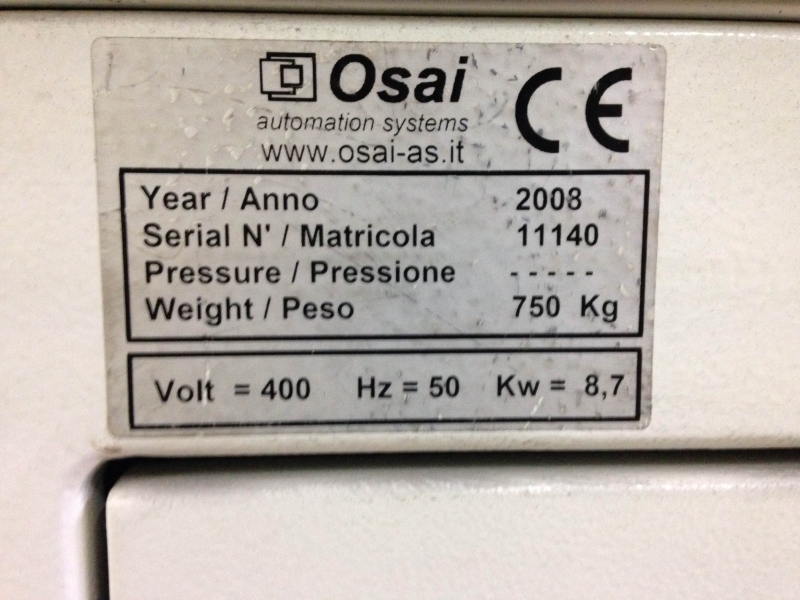 Osai
automation systems
www.osai-as.it
CE
Year / Anno 2008
Serial N' / Matricola 11140
Pressure / Pressione - - - - -
Weight / Peso 750 Kg
Volt = 400 Hz = 50 Kw = 8,7